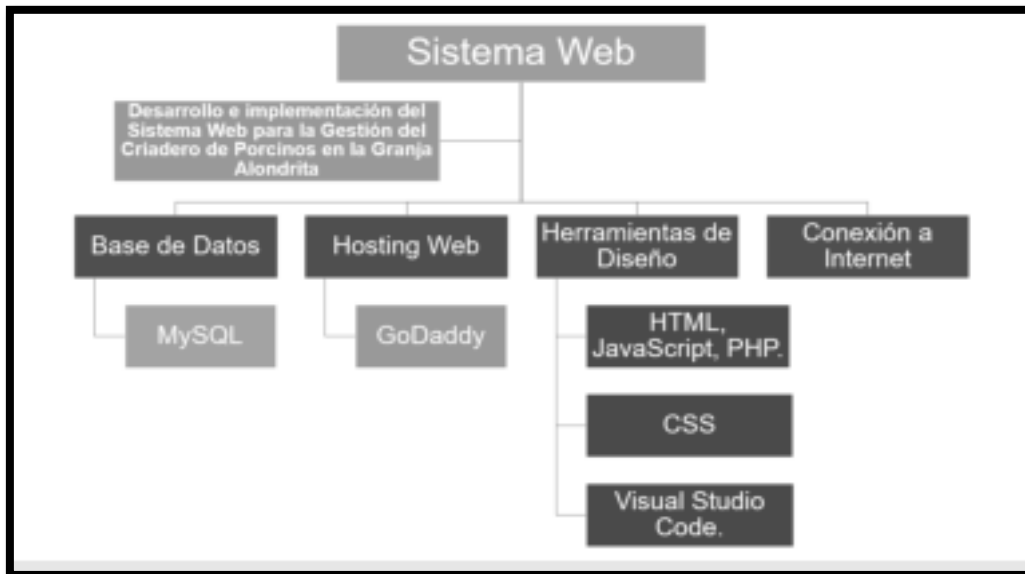 Sistema Web
Desarrollo e implementación del
Sistema Web para la Gestión del
Criadero de Porcinos en la Granja
Alondrita
Base de Datos
Hosting Web
Herramientas de
Diseño
Conexión a
Internet
MySQL
GoDaddy
HTML,
JavaScript, PHP.
CSS
Visual Studio
Code.